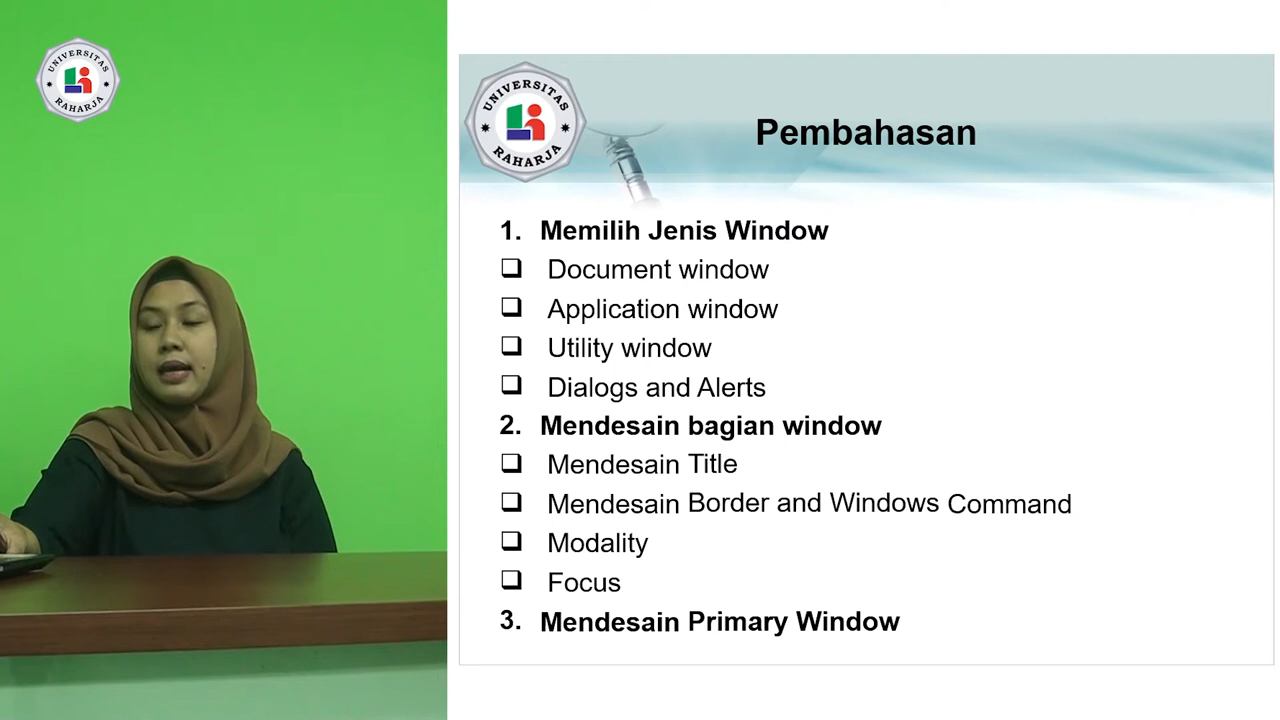 UNIVERSITAS
RAHARJA
UNIVERSITAS
RAHARJA
Pembahasan
1. Memilih Jenis Window
❑ Document window
❑ Application window
❑ Utility window
❑ Dialogs and Alerts
2. Mendesain bagian window
❑ Mendesain Title
❑ Mendesain Border and Windows Command
❑ Modality
❑ Focus
3. Mendesain Primary Window